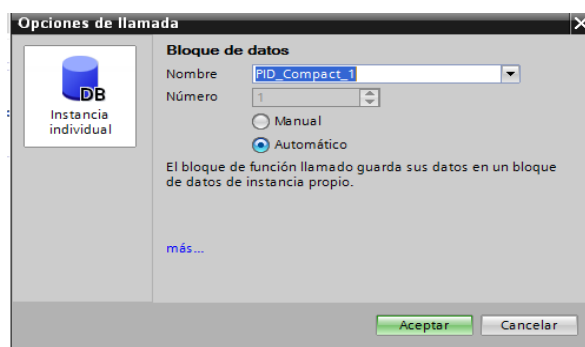 Opciones de llamada
Bloque de datos
Nombre PID_Compact_1
Número 1
Manual
Automático
DB
Instancia
individual
El bloque de función llamado guarda sus datos en un bloque
de datos de instancia propio.
más...
Aceptar Cancelar